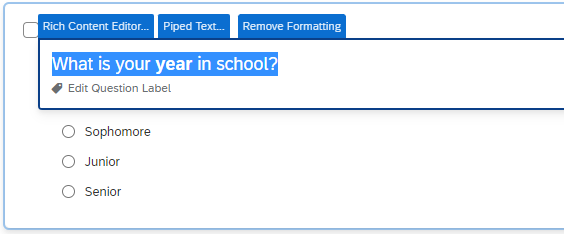 Rich Content Editor... Piped Text... Remove Formatting
What is your year in school?
Edit Question Label
Sophomore
Junior
Senior